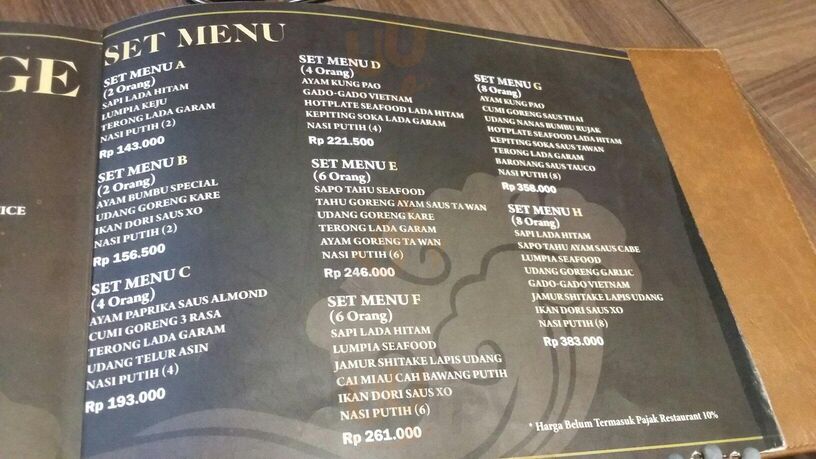 GE
ICE
SET MENU
SET MENU A
(2 Orang)
SAPI LADA HITAM
LUMPIA KEJU
TERONG LADA GARAM
NASI PUTIH (2)
Rp 143.000
SET MENU B
(2 Orang)
AYAM BUMBU SPECIAL
UDANG GORENG KARE
IKAN DORI SAUS XO
NASI PUTIH (2)
Rp 156.500
SET MENU C
(4 Orang)
AYAM PAPRIKA SAUS ALMOND
CUMI GORENG 3 RASA
TERONG LADA GARAM
UDANG TELUR ASIN
NASI PUTIH (4)
Rp 193.000
SET MENU D
(4 Orang)
AYAM KUNG PAO
GADO-GADO VIETNAM
HOTPLATE SEAFOOD LADA HITAM
KEPITING SOKA LADA GARAM
NASI PUTIH (4)
Rp 221.500
SET MENU E
(6 Orang)
SAPO TAHU SEAFOOD
TAHU GORENG AYAM SAUS TA WAN
UDANG GORENG KARE
TERONG LADA GARAM
AYAM GORENG TA WAN
NASI PUTIH (6)
Rp 246.000
SET MENU F
(6 Orang)
SAPI LADA HITAM
LUMPIA SEAFOOD
JAMUR SHITAKE LAPIS UDANG
CAI MIAU CAH BAWANG PUTIH
IKAN DORI SAUS XO
NASI PUTIH (6)
Rp 261.000
SET MENU G
(8 Orang)
AYAM KUNG PAO
CUMI GORENG SAUS THAI
UDANG NANAS BUMBU RUJAK
HOTPLATE SEAFOOD LADA HITAM
KEPITING SOKA SAUS TAWAN
TERONG LADA GARAM
BARONANG SAUS TAUCO
NASI PUTIH (8)
Rp 358.000
SET MENU H
(8 Orang)
SAPI LADA HITAM
SAPO TAHU AYAM SAUS CABE
LUMPIA SEAFOOD
UDANG GORENG GARLIC
GADO-GADO VIETNAM
JAMUR SHITAKE LAPIS UDANG
IKAN DORI SAUS XO
NASI PUTIH (8)
Rp 383.000
* Harga Belum Termasuk Pajak Restaurant 10%